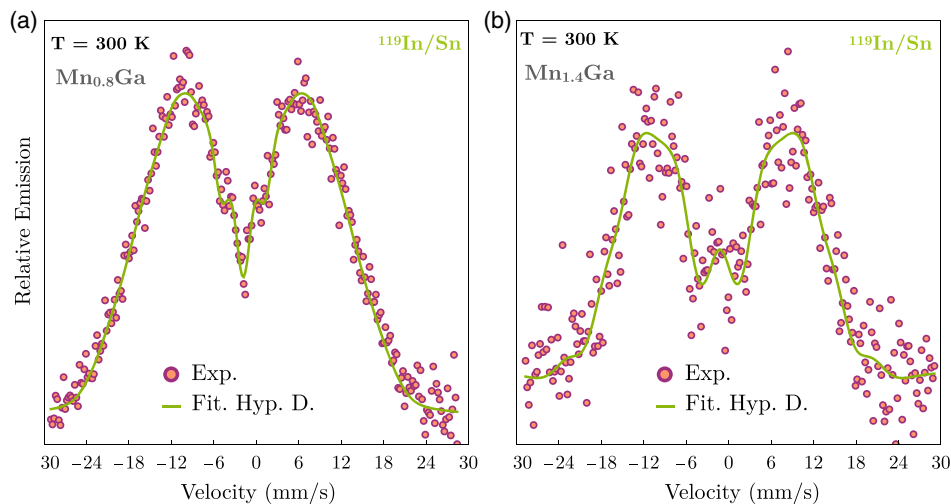 (a)
T = 300 K
¹¹⁹In/Sn
Mn₀.₈Ga
Relative Emission
Exp.
Fit. Hyp. D.
30 −24 −18 −12 −6 0 6 12 18 24 30
Velocity (mm/s)
(b)
T = 300 K
¹¹⁹In/Sn
Mn₁.₄Ga
Exp.
Fit. Hyp. D.
30 −24 −18 −12 −6 0 6 12 18 24 30
Velocity (mm/s)